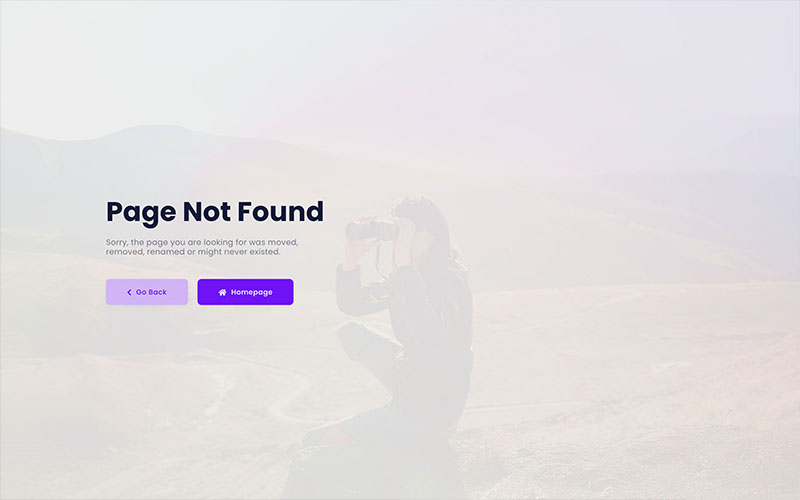 Page Not Found
Sorry, the page you are looking for was moved,
removed, renamed or might never existed.
Go Back
Homepage